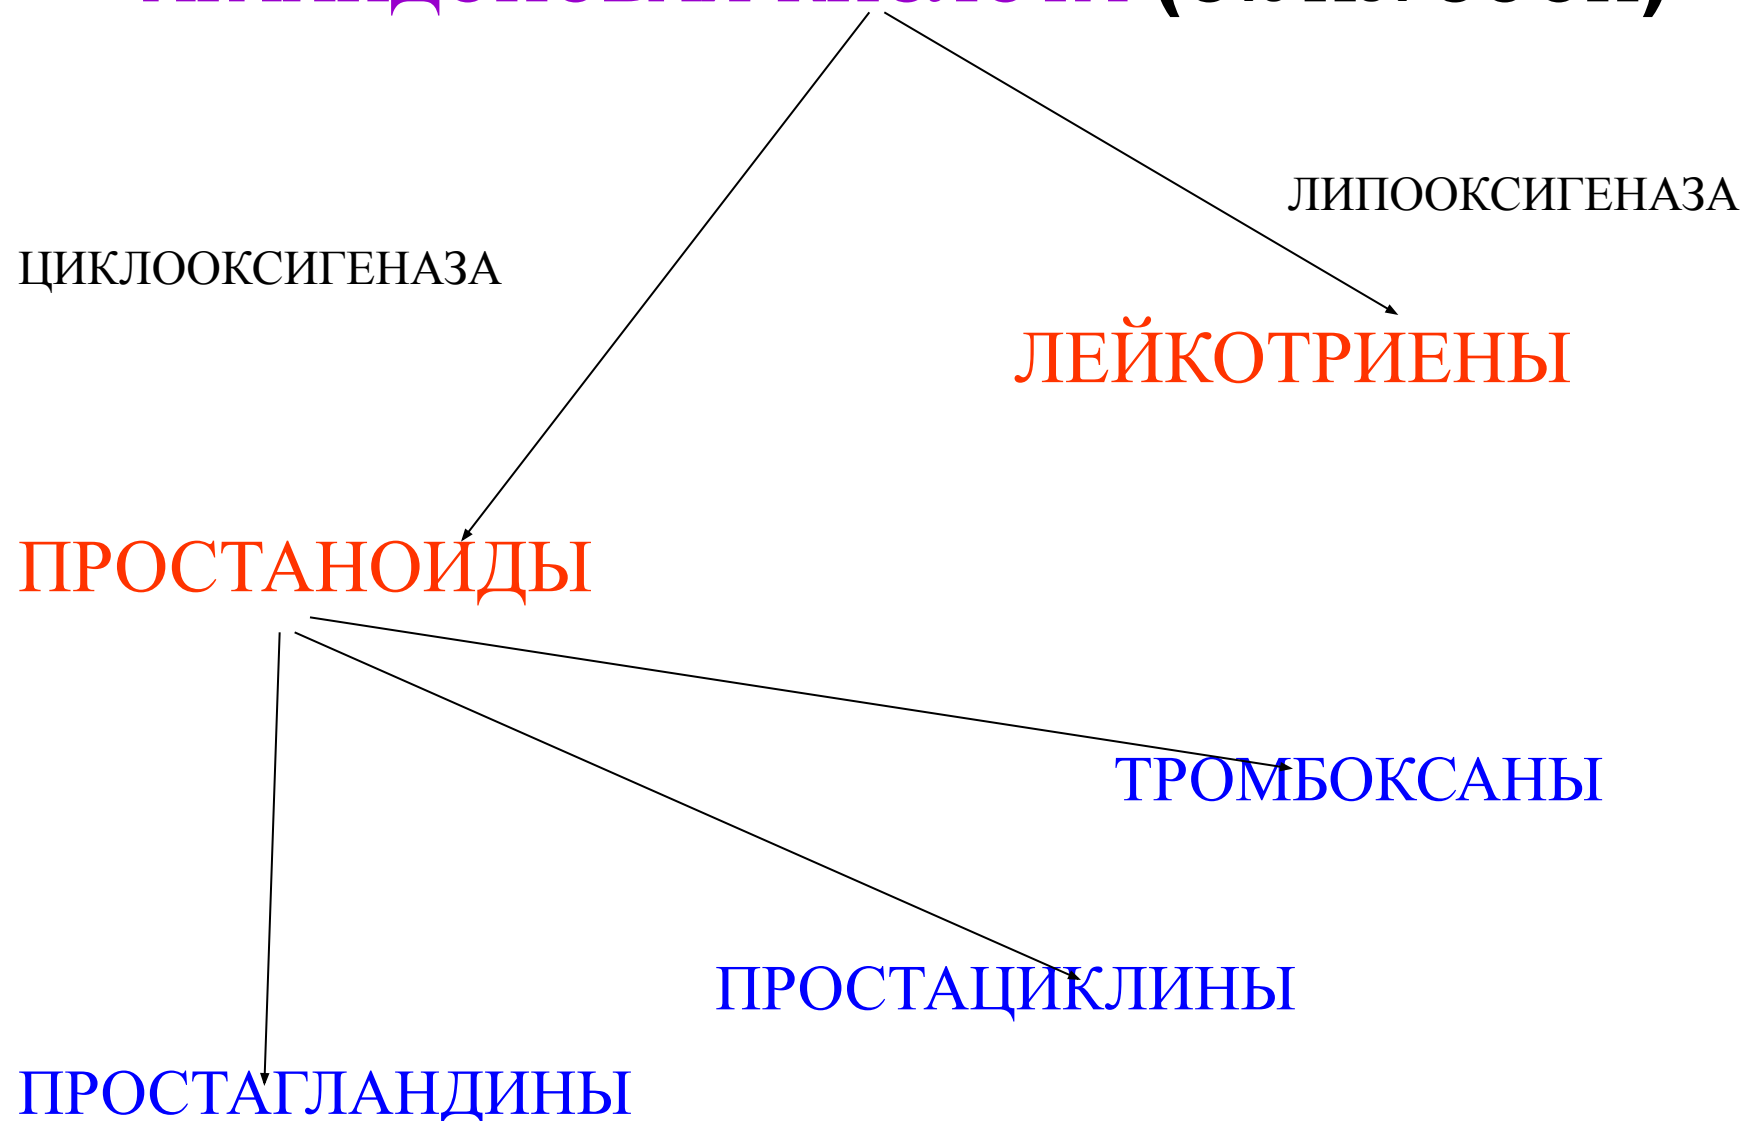 ЛИПООКСИГЕНАЗА
ЦИКЛООКСИГЕНАЗА
ЛЕЙКОТРИЕНЫ
ПРОСТАНОИДЫ
ТРОМБОКСАНЫ
ПРОСТАЦИКЛИНЫ
ПРОСТАГЛАНДИНЫ